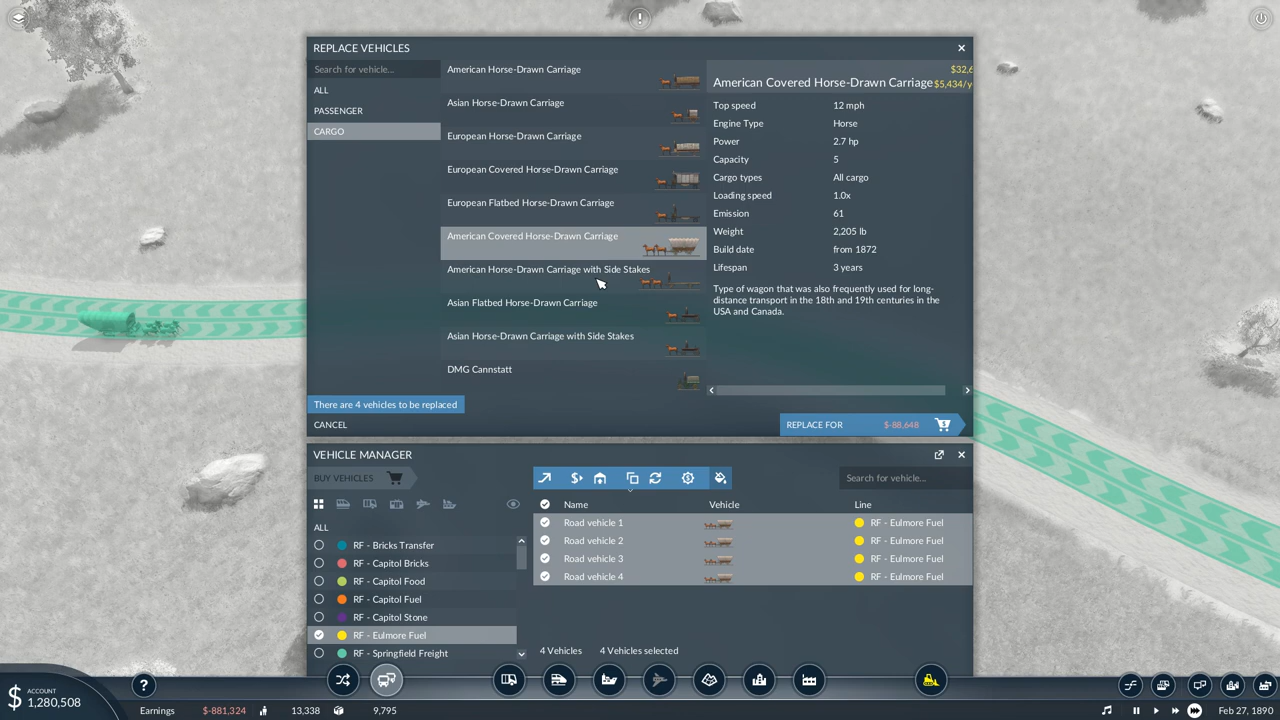 REPLACE VEHICLES
Search for vehicle...
ALL
PASSENGER
CARGO
American Horse-Drawn Carriage
Asian Horse-Drawn Carriage
European Horse-Drawn Carriage
European Covered Horse-Drawn Carriage
European Flatbed Horse-Drawn Carriage
American Covered Horse-Drawn Carriage
American Horse-Drawn Carriage with Side Stakes
Asian Flatbed Horse-Drawn Carriage
Asian Horse-Drawn Carriage with Side Stakes
DMG Cannstatt
$32,6
American Covered Horse-Drawn Carriage $5,434/y
Top speed 12 mph
Engine Type Horse
Power 2.7 hp
Capacity 5
Cargo types All cargo
Loading speed 1.0x
Emission 61
Weight 2,205 lb
Build date from 1872
Lifespan 3 years
Type of wagon that was also frequently used for long-
distance transport in the 18th and 19th centuries in the
USA and Canada.
There are 4 vehicles to be replaced
CANCEL
REPLACE FOR $-88,648
VEHICLE MANAGER
BUY VEHICLES
Search for vehicle...
ALL
RF - Bricks Transfer
RF - Capitol Bricks
RF - Capitol Food
RF - Capitol Fuel
RF - Capitol Stone
RF - Eulmore Fuel
RF - Springfield Freight
Name Vehicle Line
Road vehicle 1 RF - Eulmore Fuel
Road vehicle 2 RF - Eulmore Fuel
Road vehicle 3 RF - Eulmore Fuel
Road vehicle 4 RF - Eulmore Fuel
4 Vehicles 4 Vehicles selected
$ ACCOUNT
1,280,508
?
Earnings $-881,324 13,338 9,795
Feb 27, 1890